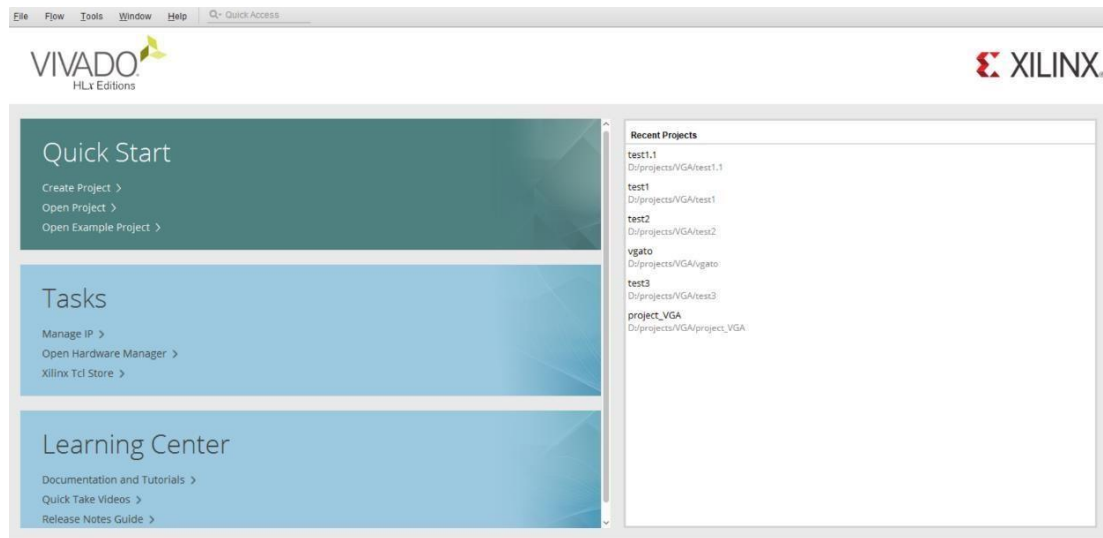 File Flow Tools Window Help Quick Access
VIVADO
HLx Editions
XILINX
Quick Start
Create Project >
Open Project >
Open Example Project >
Tasks
Manage IP >
Open Hardware Manager >
Xilinx Tcl Store >
Learning Center
Documentation and Tutorials >
Quick Take Videos >
Release Notes Guide >
Recent Projects
test1.1
D:/projects/VGA/test1.1
test1
D:/projects/VGA/test1
test2
D:/projects/VGA/test2
vgato
D:/projects/VGA/vgato
test3
D:/projects/VGA/test3
project_VGA
D:/projects/VGA/project_VGA